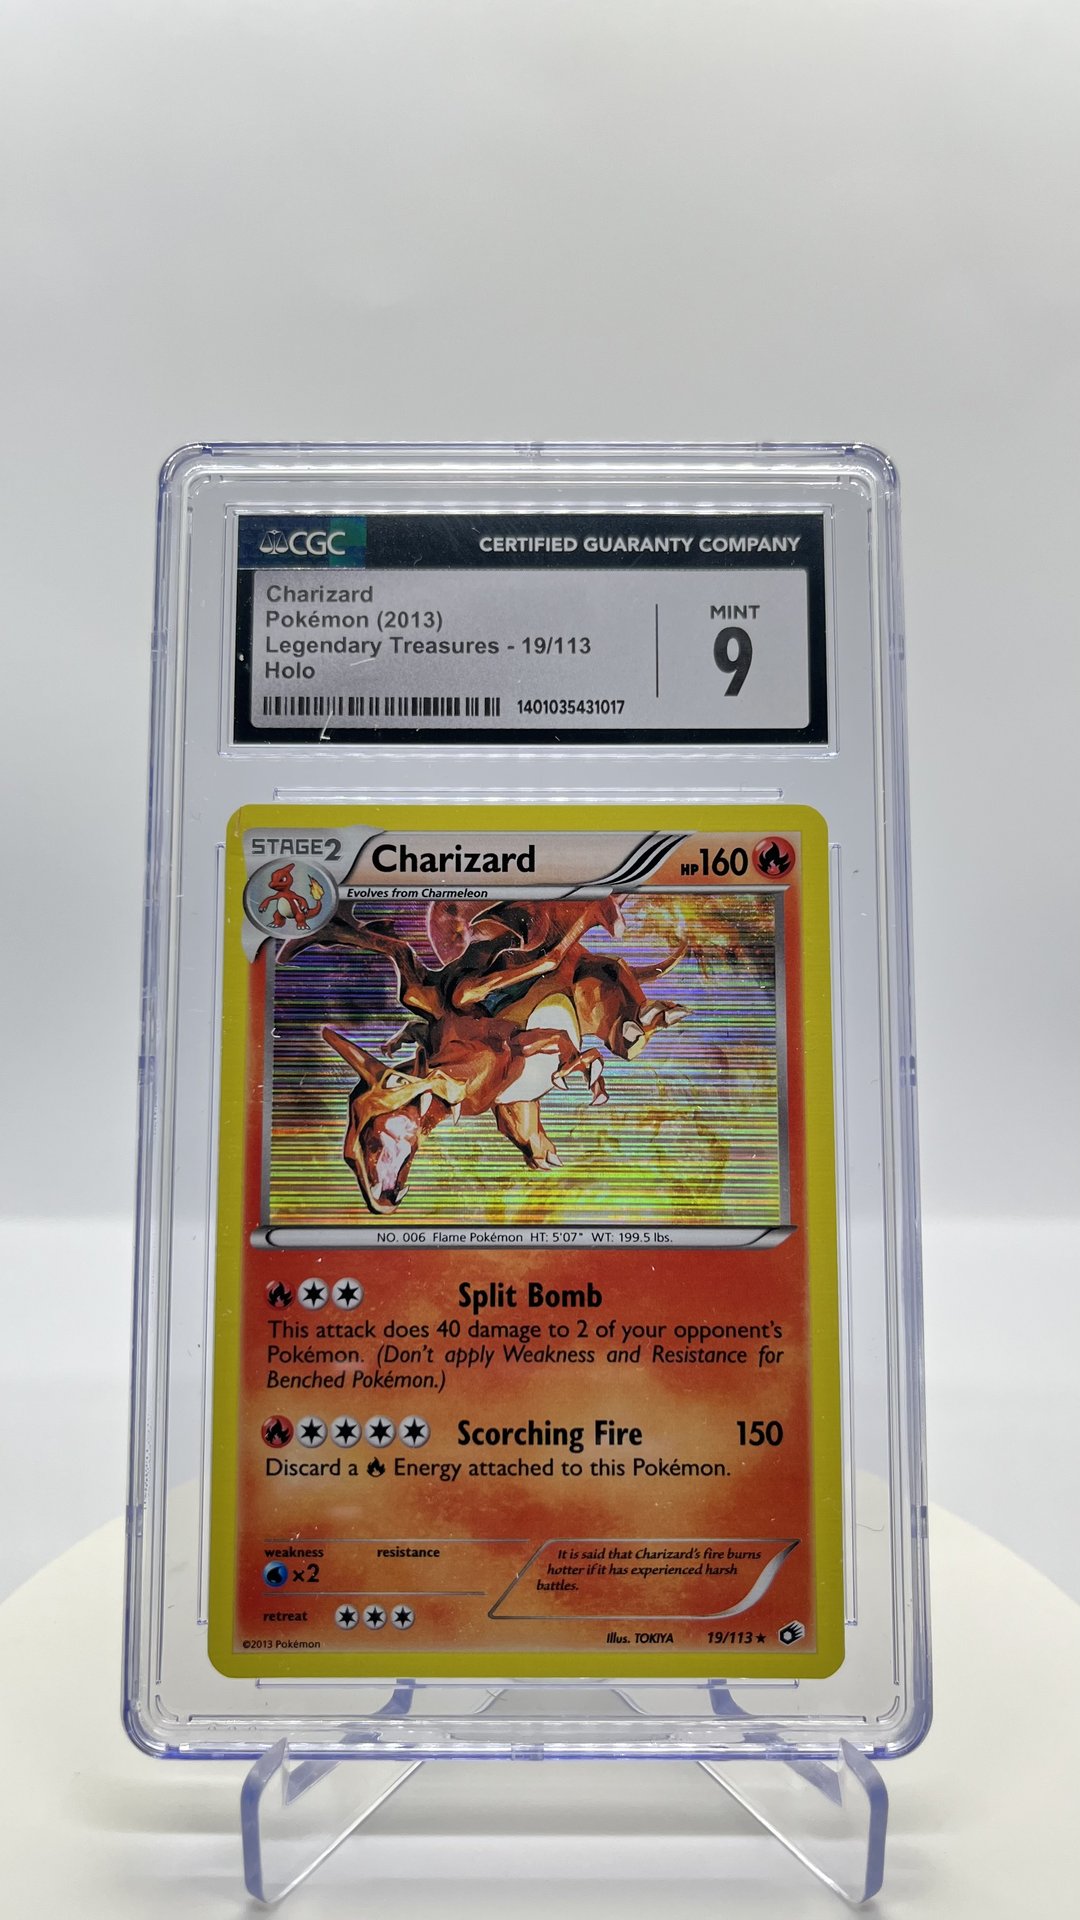 CGC
CERTIFIED GUARANTY COMPANY
Charizard
Pokémon (2013)
Legendary Treasures - 19/113
Holo
MINT
9
1401035431017
STAGE2
Charizard
HP160
Evolves from Charmeleon
NO. 006 Flame Pokémon HT: 5'07" WT: 199.5 lbs.
Split Bomb
This attack does 40 damage to 2 of your opponent's
Pokémon. (Don't apply Weakness and Resistance for
Benched Pokémon.)
Scorching Fire 150
Discard a Energy attached to this Pokémon.
weakness resistance
×2
It is said that Charizard's fire burns
hotter if it has experienced harsh
battles.
retreat
©2013 Pokémon
Illus. TOKIYA 19/113 ★